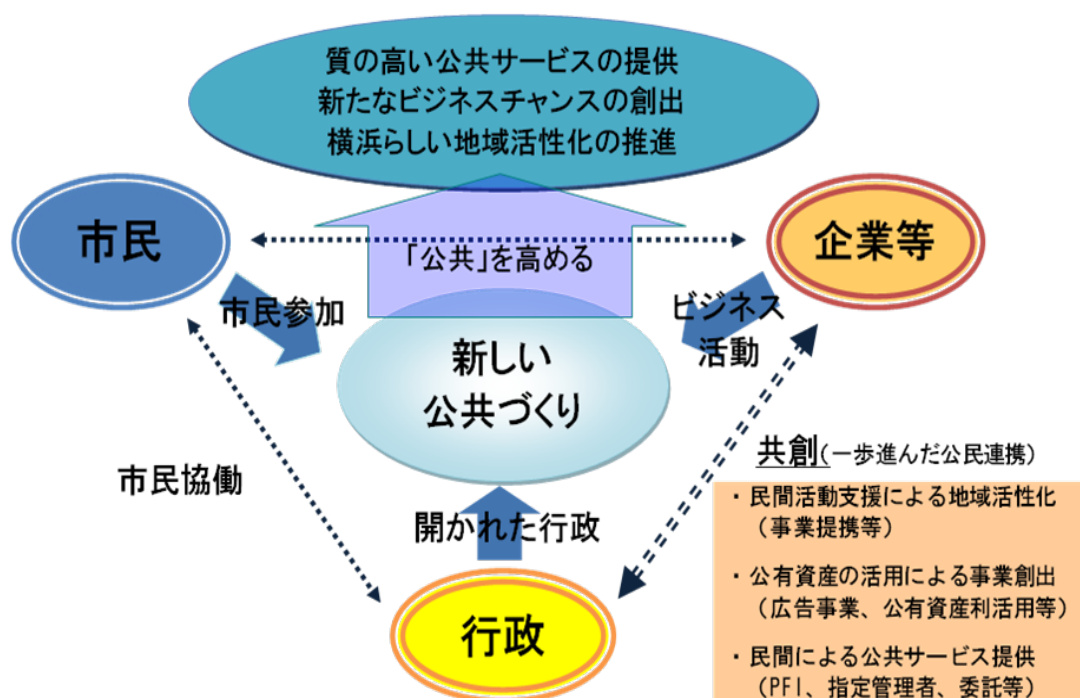 質の高い公共サービスの提供
新たなビジネスチャンスの創出
横浜らしい地域活性化の推進
市民
企業等
「公共」を高める
市民参加
ビジネス
活動
新しい
公共づくり
市民協働
共創(一歩進んだ公民連携)
開かれた行政
・民間活動支援による地域活性化
(事業提携等)
・公有資産の活用による事業創出
(広告事業、公有資産利活用等)
・民間による公共サービス提供
(PFI、指定管理者、委託等)
行政